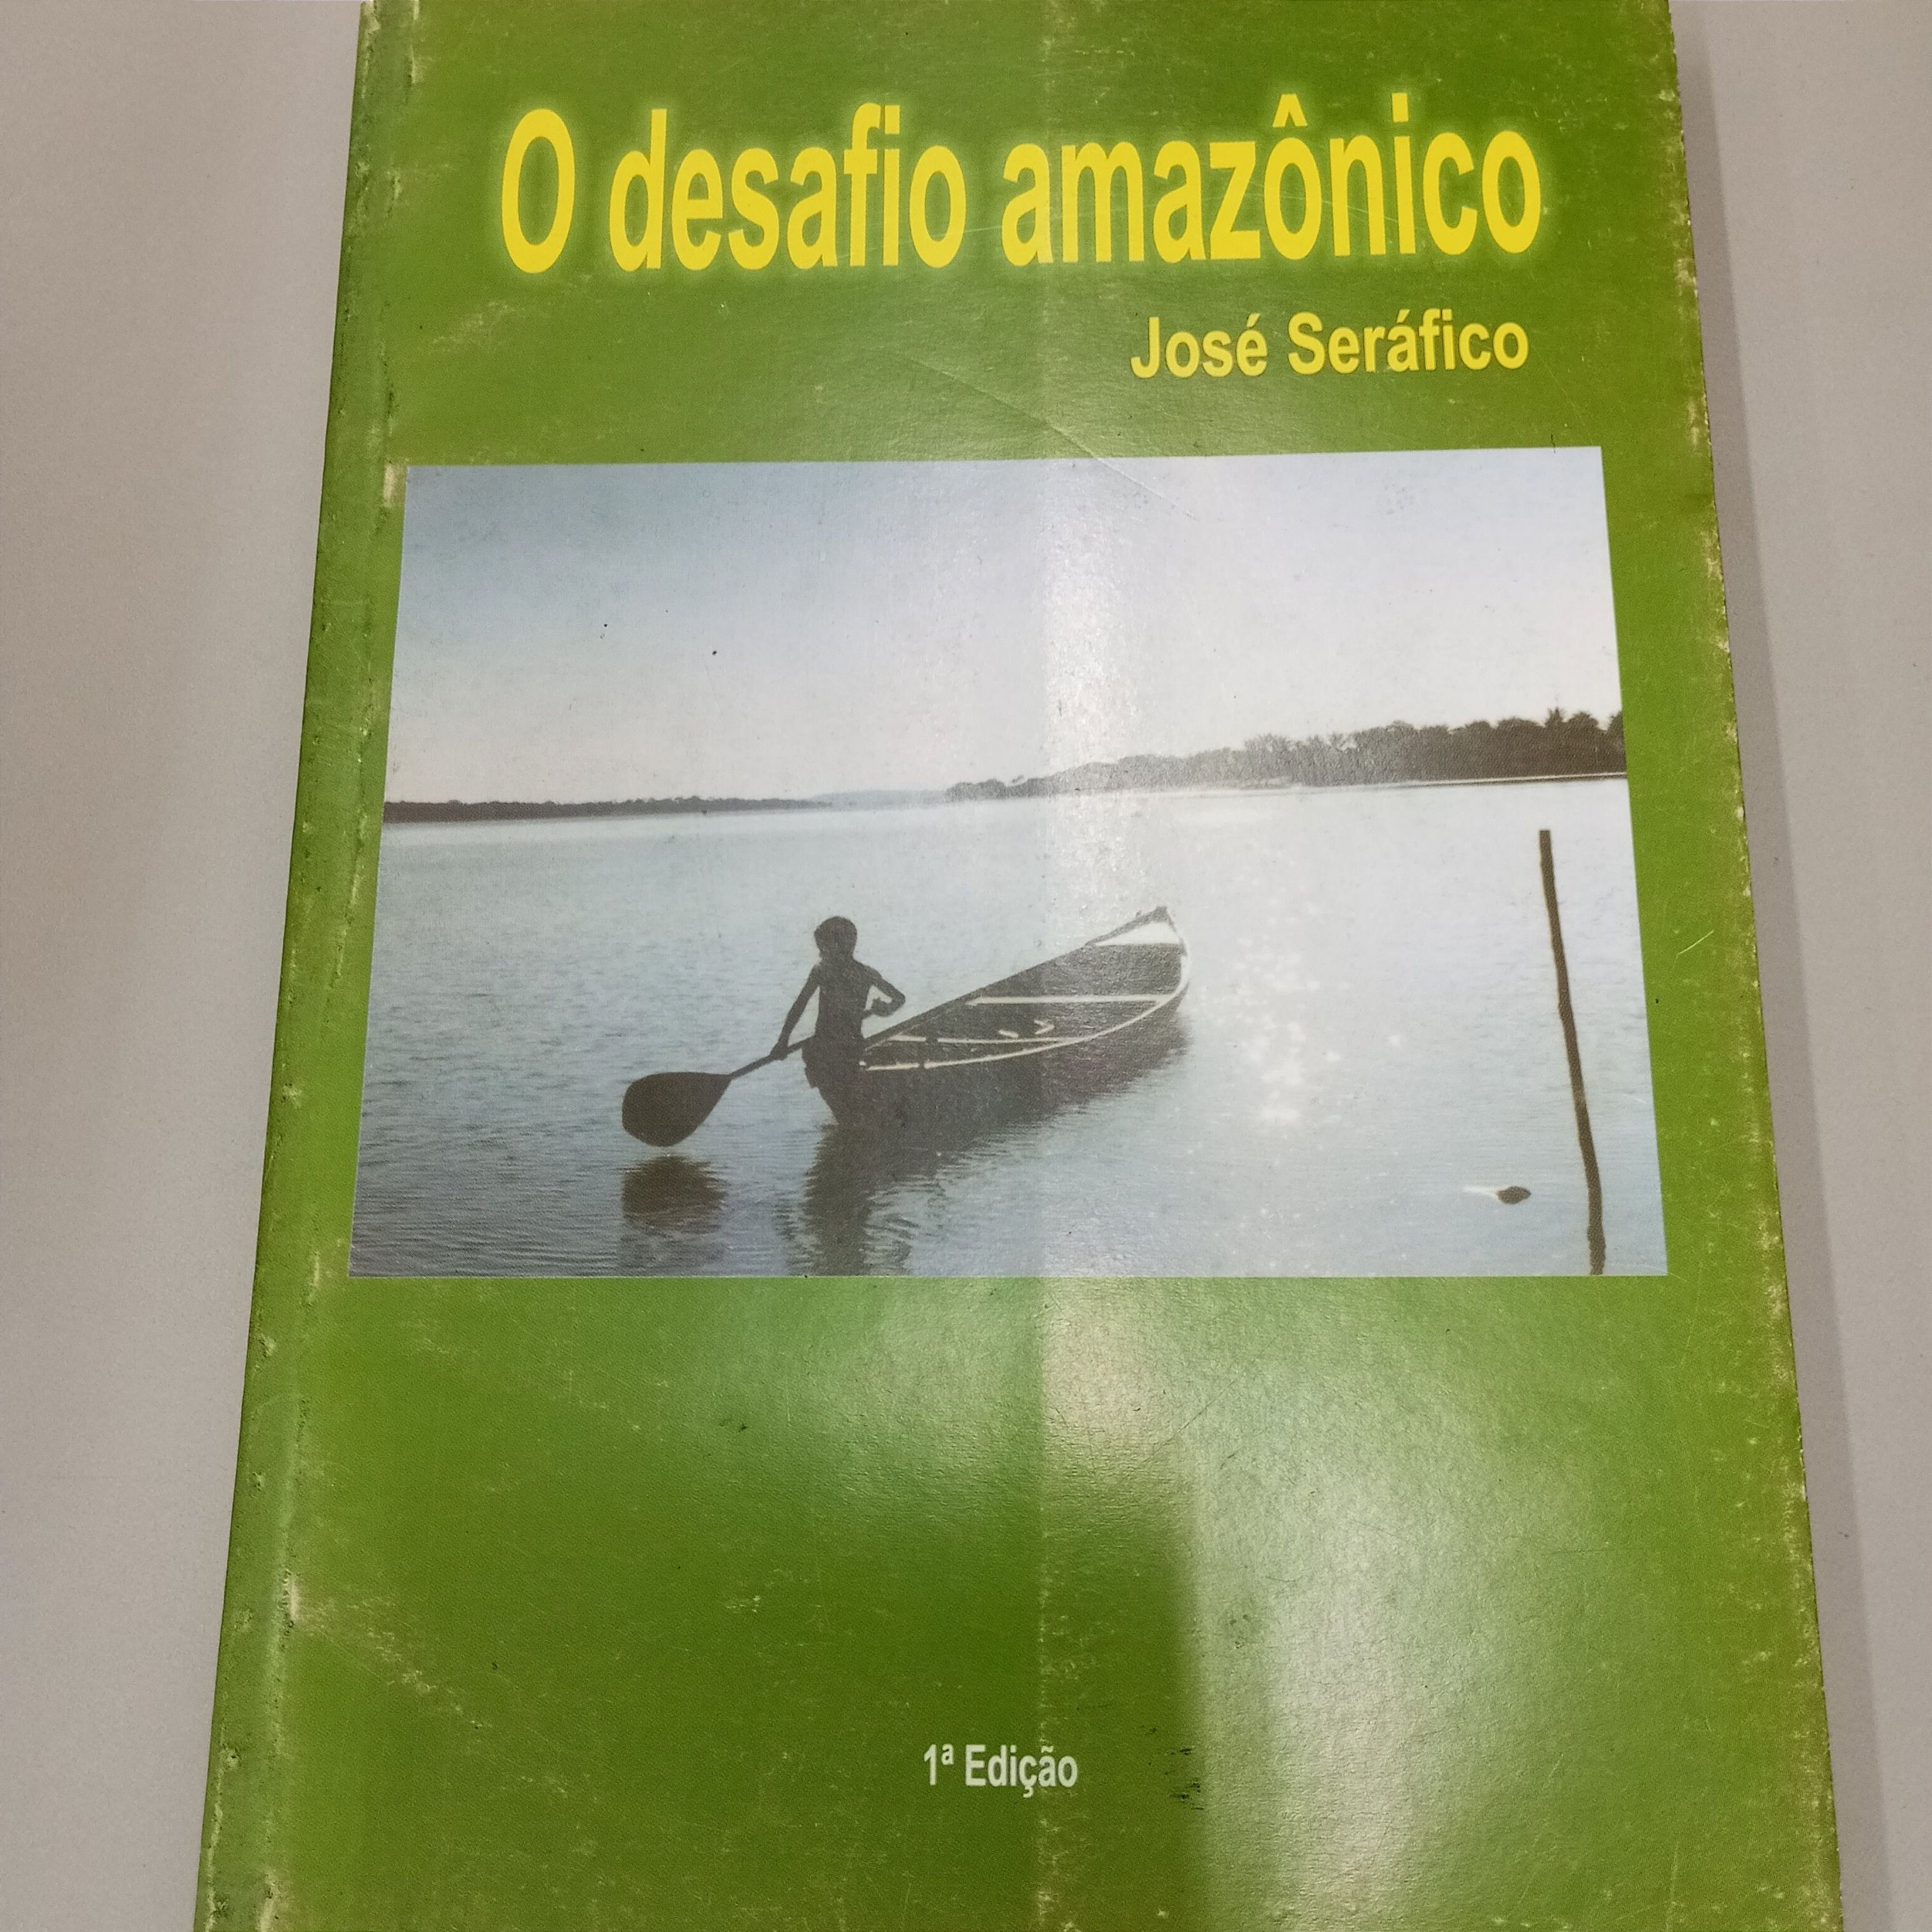 O desafio amazônico
José Seráfico
1ª Edição